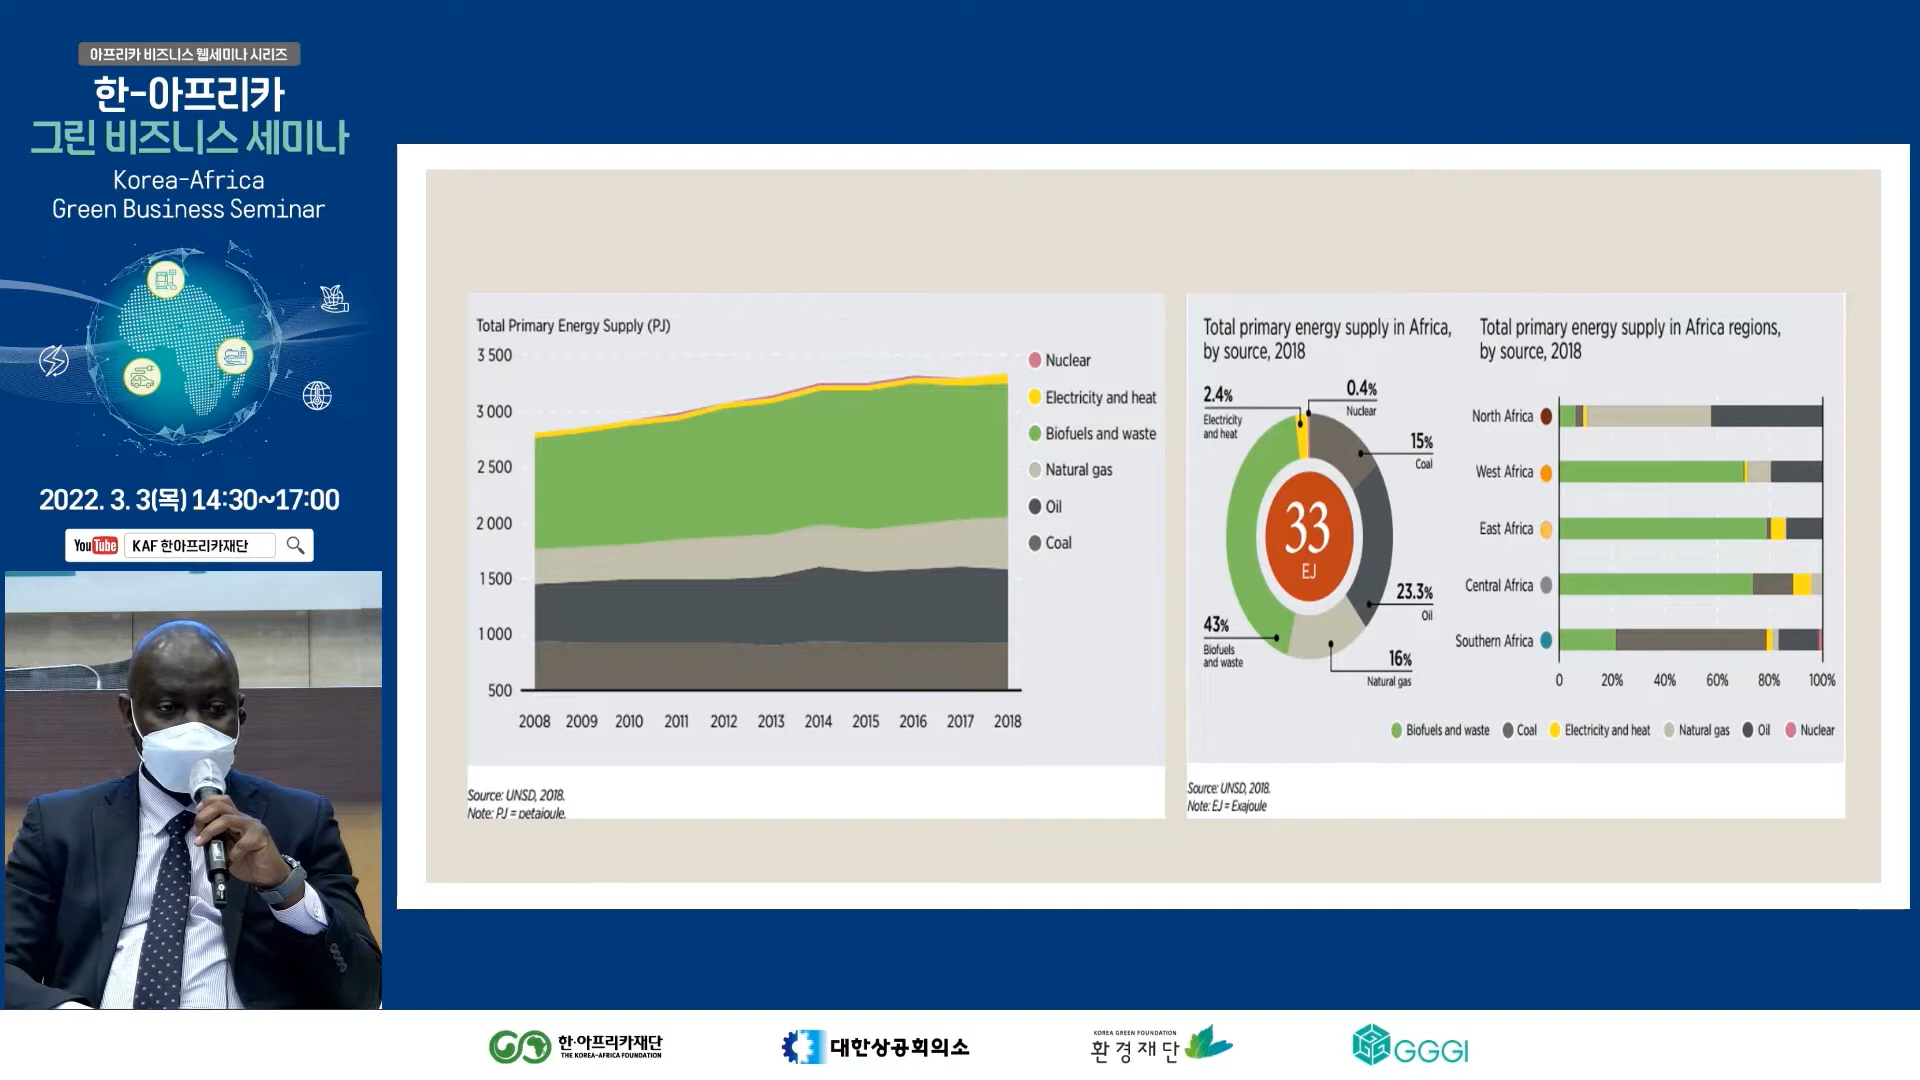 아프리카 비즈니스 웹세미나 시리즈
한-아프리카
그린 비즈니스 세미나
Korea-Africa
Green Business Seminar
2022. 3. 3(목) 14:30~17:00
YouTube KAF 한아프리카재단
Total Primary Energy Supply (PJ)
3 500
3 000
2 500
2 000
1 500
1 000
500
2008 2009 2010 2011 2012 2013 2014 2015 2016 2017 2018
Nuclear
Electricity and heat
Biofuels and waste
Natural gas
Oil
Coal
Source: UNSD, 2018.
Note: PJ = petajoule.
Total primary energy supply in Africa,
by source, 2018
2.4%
Electricity
and heat
0.4%
Nuclear
15%
Coal
33
EJ
23.3%
Oil
43%
Biofuels
and waste
16%
Natural gas
Total primary energy supply in Africa regions,
by source, 2018
North Africa
West Africa
East Africa
Central Africa
Southern Africa
0 20% 40% 60% 80% 100%
Biofuels and waste Coal Electricity and heat Natural gas Oil Nuclear
Source: UNSD, 2018.
Note: EJ = Exajoule
한·아프리카재단
THE KOREA-AFRICA FOUNDATION
대한상공회의소
KOREA GREEN FOUNDATION
환경재단
GGGI